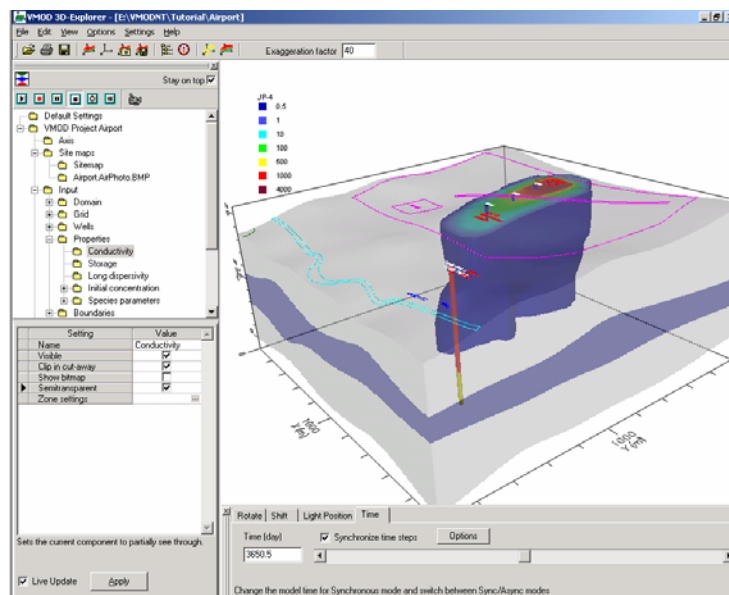 VMOD 3D-Explorer - [E:\VMODNT\Tutorial\Airport]
File Edit View Options Settings Help
Exaggeration factor 40
Stay on top
Default Settings
VMOD Project Airport
Axis
Site maps
Sitemap
Airport.AirPhoto.BMP
Input
Domain
Grid
Wells
Properties
Conductivity
Storage
Long dispersivity
Initial concentration
Species parameters
Boundaries
Setting Value
Name Conductivity
Visible
Clip in cut-away
Show bitmap
Semitransparent
Zone settings
Sets the current component to partially see through.
Live Update Apply
JP-4
0.5
1
10
100
500
1000
4000
1000
X (m)
1000
Y (m)
Rotate Shift Light Position Time
Time (day) Synchronize time steps Options
3650.5
Change the model time for Synchronous mode and switch between Sync/Async modes